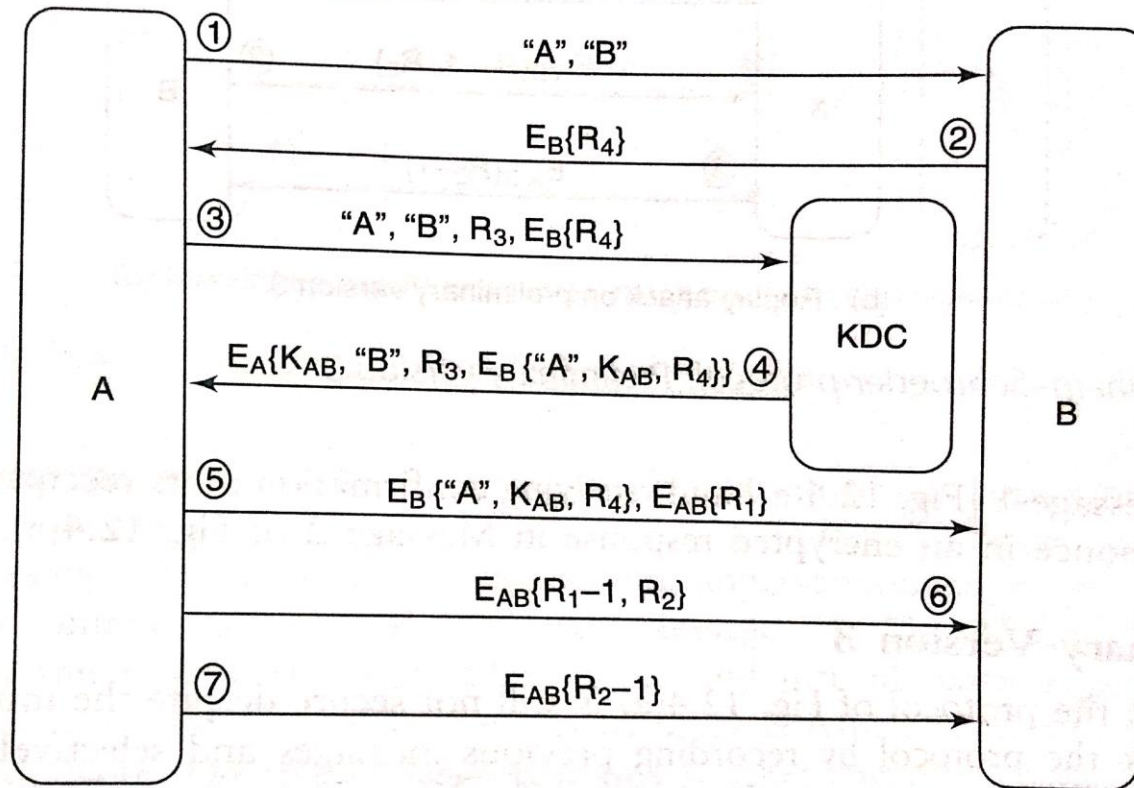 ①
"A", "B"
E_B{R_4}
②
③
"A", "B", R_3, E_B{R_4}
KDC
E_A{K_AB, "B", R_3, E_B {"A", K_AB, R_4}} ④
A
B
⑤
E_B {"A", K_AB, R_4}, E_AB{R_1}
E_AB{R_1–1, R_2}
⑥
⑦
E_AB{R_2–1}